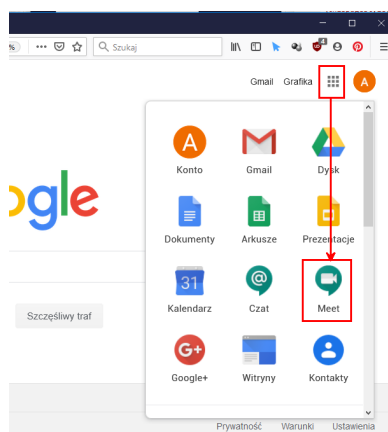 %
Szukaj
4
Gmail Grafika A
A
Konto Gmail Dysk
ogle
Dokumenty Arkusze Prezentacje
31 @
Kalendarz Czat Meet
Szczęśliwy traf
G+
Google+ Witryny Kontakty
Prywatność Warunki Ustawienia